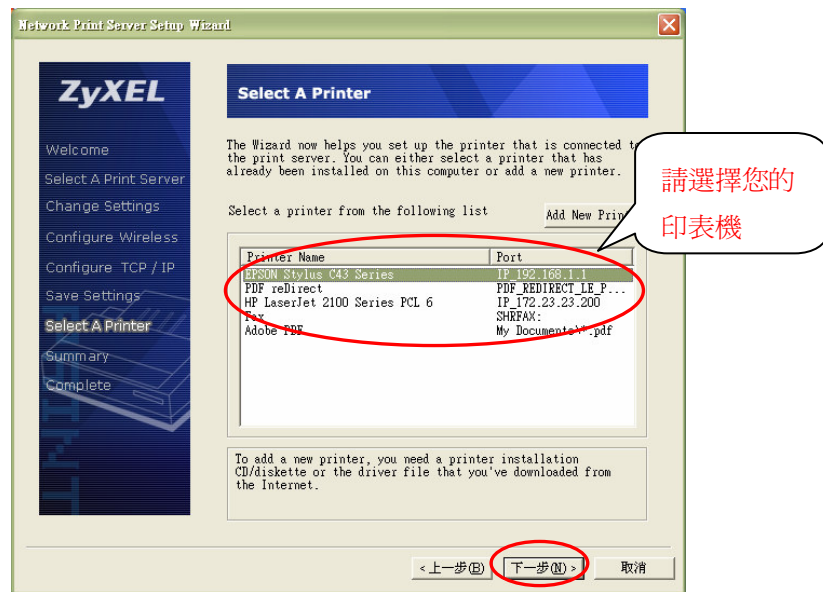 Network Print Server Setup Wizard
ZyXEL
Welcome
Select A Print Server
Change Settings
Configure Wireless
Configure TCP / IP
Save Settings
Select A Printer
Summary
Complete
Select A Printer
The Wizard now helps you set up the printer that is connected
the print server. You can either select a printer that has
already been installed on this computer or add a new printer.
Select a printer from the following list
Add New Prin
Printer Name Port
EPSON Stylus C43 Series IP_192.168.1.1
PDF reDirect PDF_REDIRECT_LE_P...
HP LaserJet 2100 Series PCL 6 IP_172.23.23.200
Fax SHRFAX:
Adobe PDF My Documents\*.pdf
To add a new printer, you need a printer installation
CD/diskette or the driver file that you've downloaded from
the Internet.
<上一步(B) 下一步(N) > 取消
請選擇您的
印表機